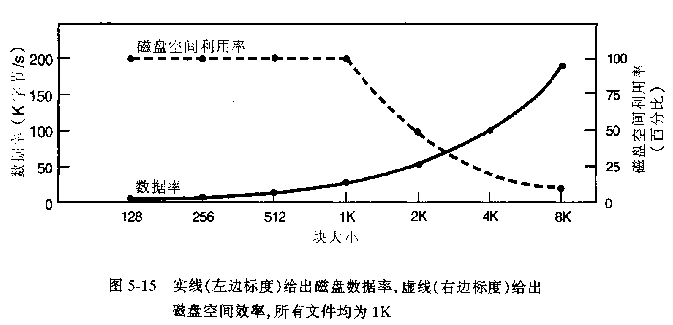 磁盘空间利用率
数据率
数据率(K字节/s)
200
150
100
50
0
100
75
50
25
0
磁盘空间利用率
(百分比)
128 256 512 1K 2K 4K 8K
块大小
图 5-15 实线(左边标度)给出磁盘数据率,虚线(右边标度)给出
磁盘空间效率,所有文件均为 1K